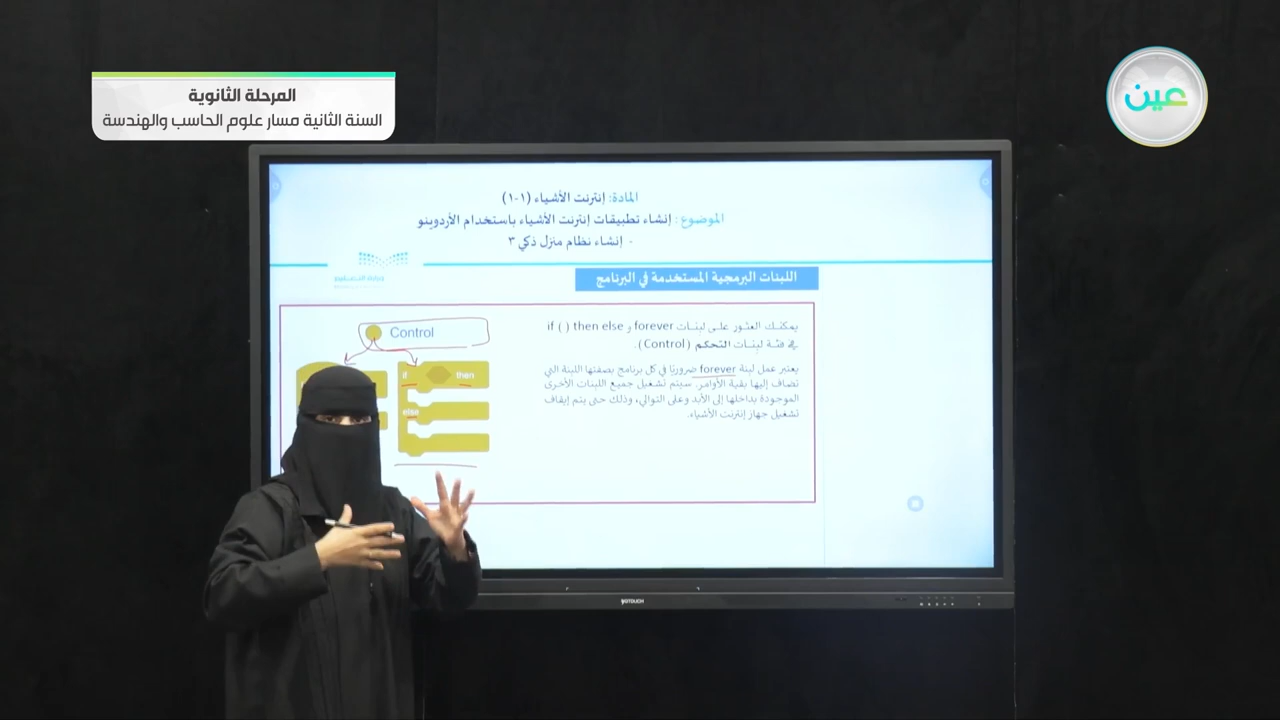 المرحلة الثانوية
السنة الثانية مسار علوم الحاسب والهندسة
عين
المادة: إنترنت الأشياء (١-١)
الموضوع: إنشاء تطبيقات إنترنت الأشياء باستخدام الأردوينو
- إنشاء نظام منزل ذكي ٣
اللبنات البرمجية المستخدمة في البرنامج
يمكنك العثور على لبنات forever و if ( ) then else
في فئة لبنات التحكم (Control).
يعتبر عمل لبنة forever ضروريًا في كل برنامج بصفتها اللبنة التي
تضاف إليها بقية الأوامر. سيتم تشغيل جميع اللبنات الأخرى
الموجودة بداخلها إلى الأبد وعلى التوالي، وذلك حتى يتم إيقاف
تشغيل جهاز إنترنت الأشياء.
Control
if then
else